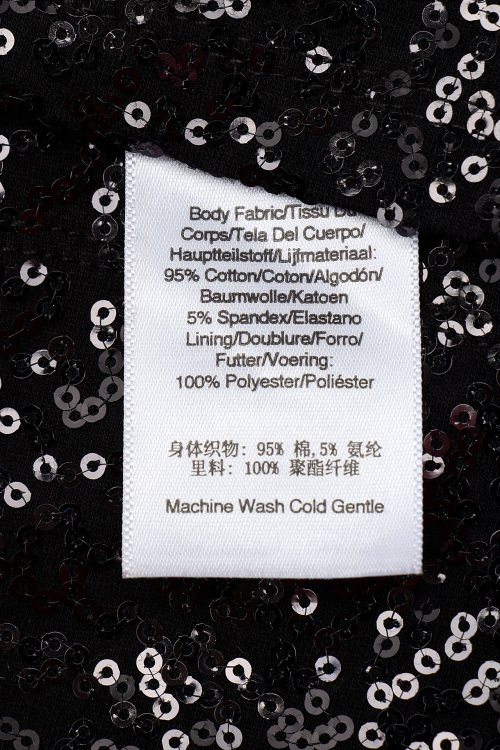 Body Fabric/Tissu Du
Corps/Tela Del Cuerpo/
Hauptteilstoff/Lijfmateriaal:
95% Cotton/Coton/Algodón/
Baumwolle/Katoen
5% Spandex/Elastano
Lining/Doublure/Forro/
Futter/Voering:
100% Polyester/Poliéster
身体织物: 95% 棉,5% 氨纶
里料: 100% 聚酯纤维
Machine Wash Cold Gentle